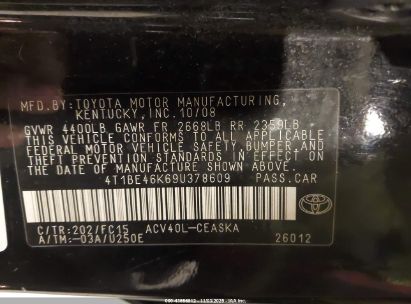 MFD.BY:TOYOTA MOTOR MANUFACTURING,
KENTUCKY,INC.10/08
GVWR 4400LB GAWR FR 2668LB RR 2350LB
THIS VEHICLE CONFORMS TO ALL APPLICABLE
FEDERAL MOTOR VEHICLE SAFETY, BUMPER, AND
THEFT PREVENTION STANDARDS IN EFFECT ON THE
DATE OF MANUFACTURE SHOWN ABOVE.
4T1BE46K69U378609 PASS.CAR
C/TR:202/FC15 ACV40L-CEASKA
A/TM:-03A/U250E 26012
TOYOTA